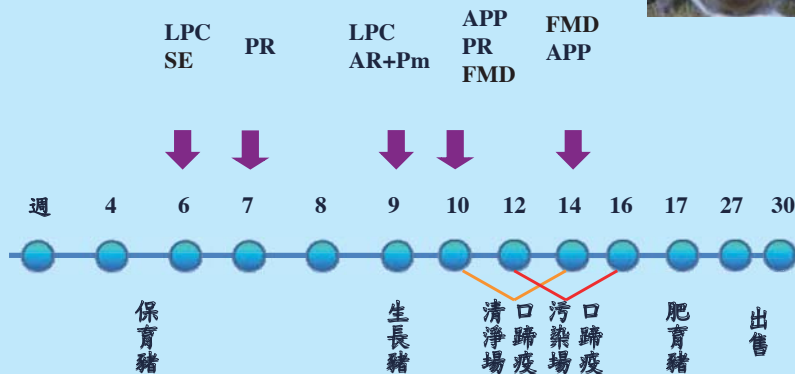 LPC
SE
PR
LPC
AR+Pm
APP
PR
FMD
FMD
APP
週 4 6 7 8 9 10 12 14 16 17 27 30
保育豬
生長豬
清淨場
口蹄疫
污染場
口蹄疫
肥育豬
出售